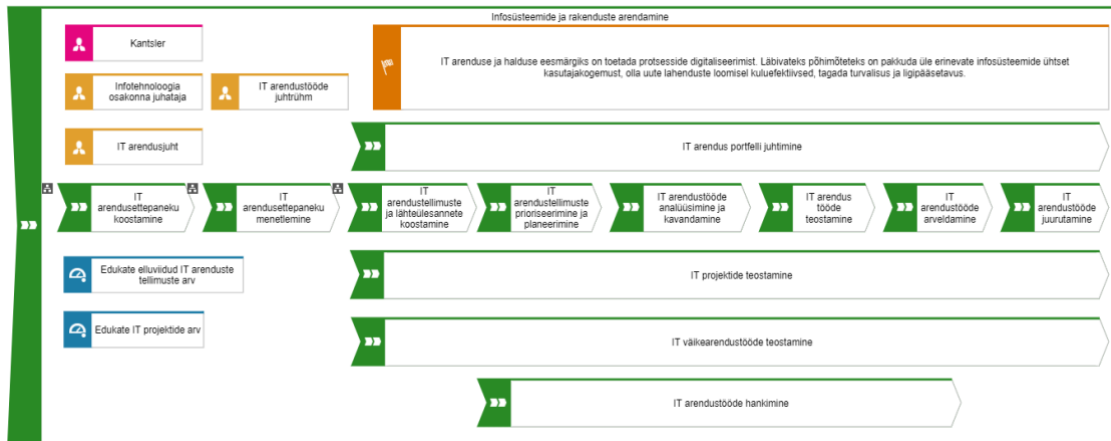 Infosüsteemide ja rakenduste arendamine
Kantsler
IT arenduse ja halduse eesmärgiks on toetada protsesside digitaliseerimist. Läbivateks põhimõteteks on pakkuda üle erinevate infosüsteemide ühtset
kasutajakogemust, olla uute lahenduste loomisel kuluefektiivsed, tagada turvalisus ja ligipääsetavus.
Infotehnoloogia
osakonna juhataja
IT arendustööde
juhtrühm
IT arendusjuht
IT arendus portfelli juhtimine
IT
arendusettepaneku
koostamine
IT
arendusettepaneku
menetlemine
IT
arendustellimuste
ja lähteülesannete
koostamine
IT
arendustellimuste
prioriseerimine ja
planeerimine
IT arendustööde
analüüsimine ja
kavandamine
IT arendus
tööde
teostamine
IT
arendustööde
arveldamine
IT
arendustööde
juurutamine
Edukate elluviidud IT arenduste
tellimuste arv
IT projektide teostamine
Edukate IT projektide arv
IT väikearendustööde teostamine
IT arendustööde hankimine